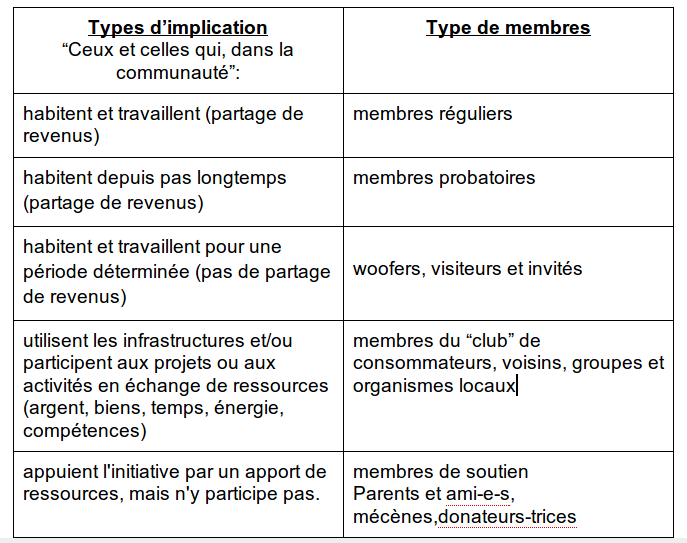 Types d’implication
“Ceux et celles qui, dans la
communauté”:
Type de membres
habitent et travaillent (partage de
revenus)
membres réguliers
habitent depuis pas longtemps
(partage de revenus)
membres probatoires
habitent et travaillent pour une
période déterminée (pas de partage
de revenus)
woofers, visiteurs et invités
utilisent les infrastructures et/ou
participent aux projets ou aux
activités en échange de ressources
(argent, biens, temps, énergie,
compétences)
membres du “club” de
consommateurs, voisins, groupes et
organismes locaux
appuient l'initiative par un apport de
ressources, mais n'y participe pas.
membres de soutien
Parents et ami-e-s,
mécènes,donateurs-trices